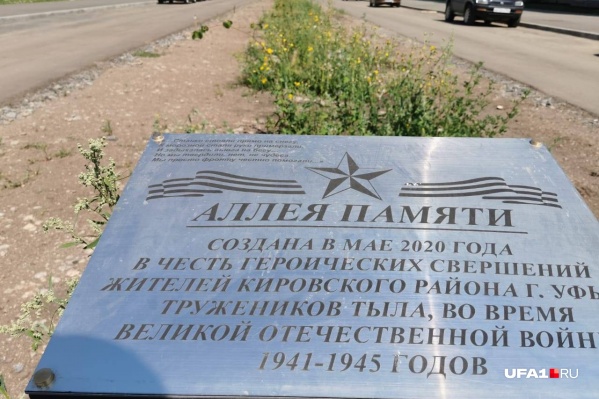 АЛЛЕЯ ПАМЯТИ
СОЗДАНА В МАЕ 2020 ГОДА
В ЧЕСТЬ ГЕРОИЧЕСКИХ СВЕРШЕНИЙ
ЖИТЕЛЕЙ КИРОВСКОГО РАЙОНА Г. УФЫ
ТРУЖЕНИКОВ ТЫЛА, ВО ВРЕМЯ
ВЕЛИКОЙ ОТЕЧЕСТВЕННОЙ ВОЙН
1941-1945 ГОДОВ
UFA1.RU